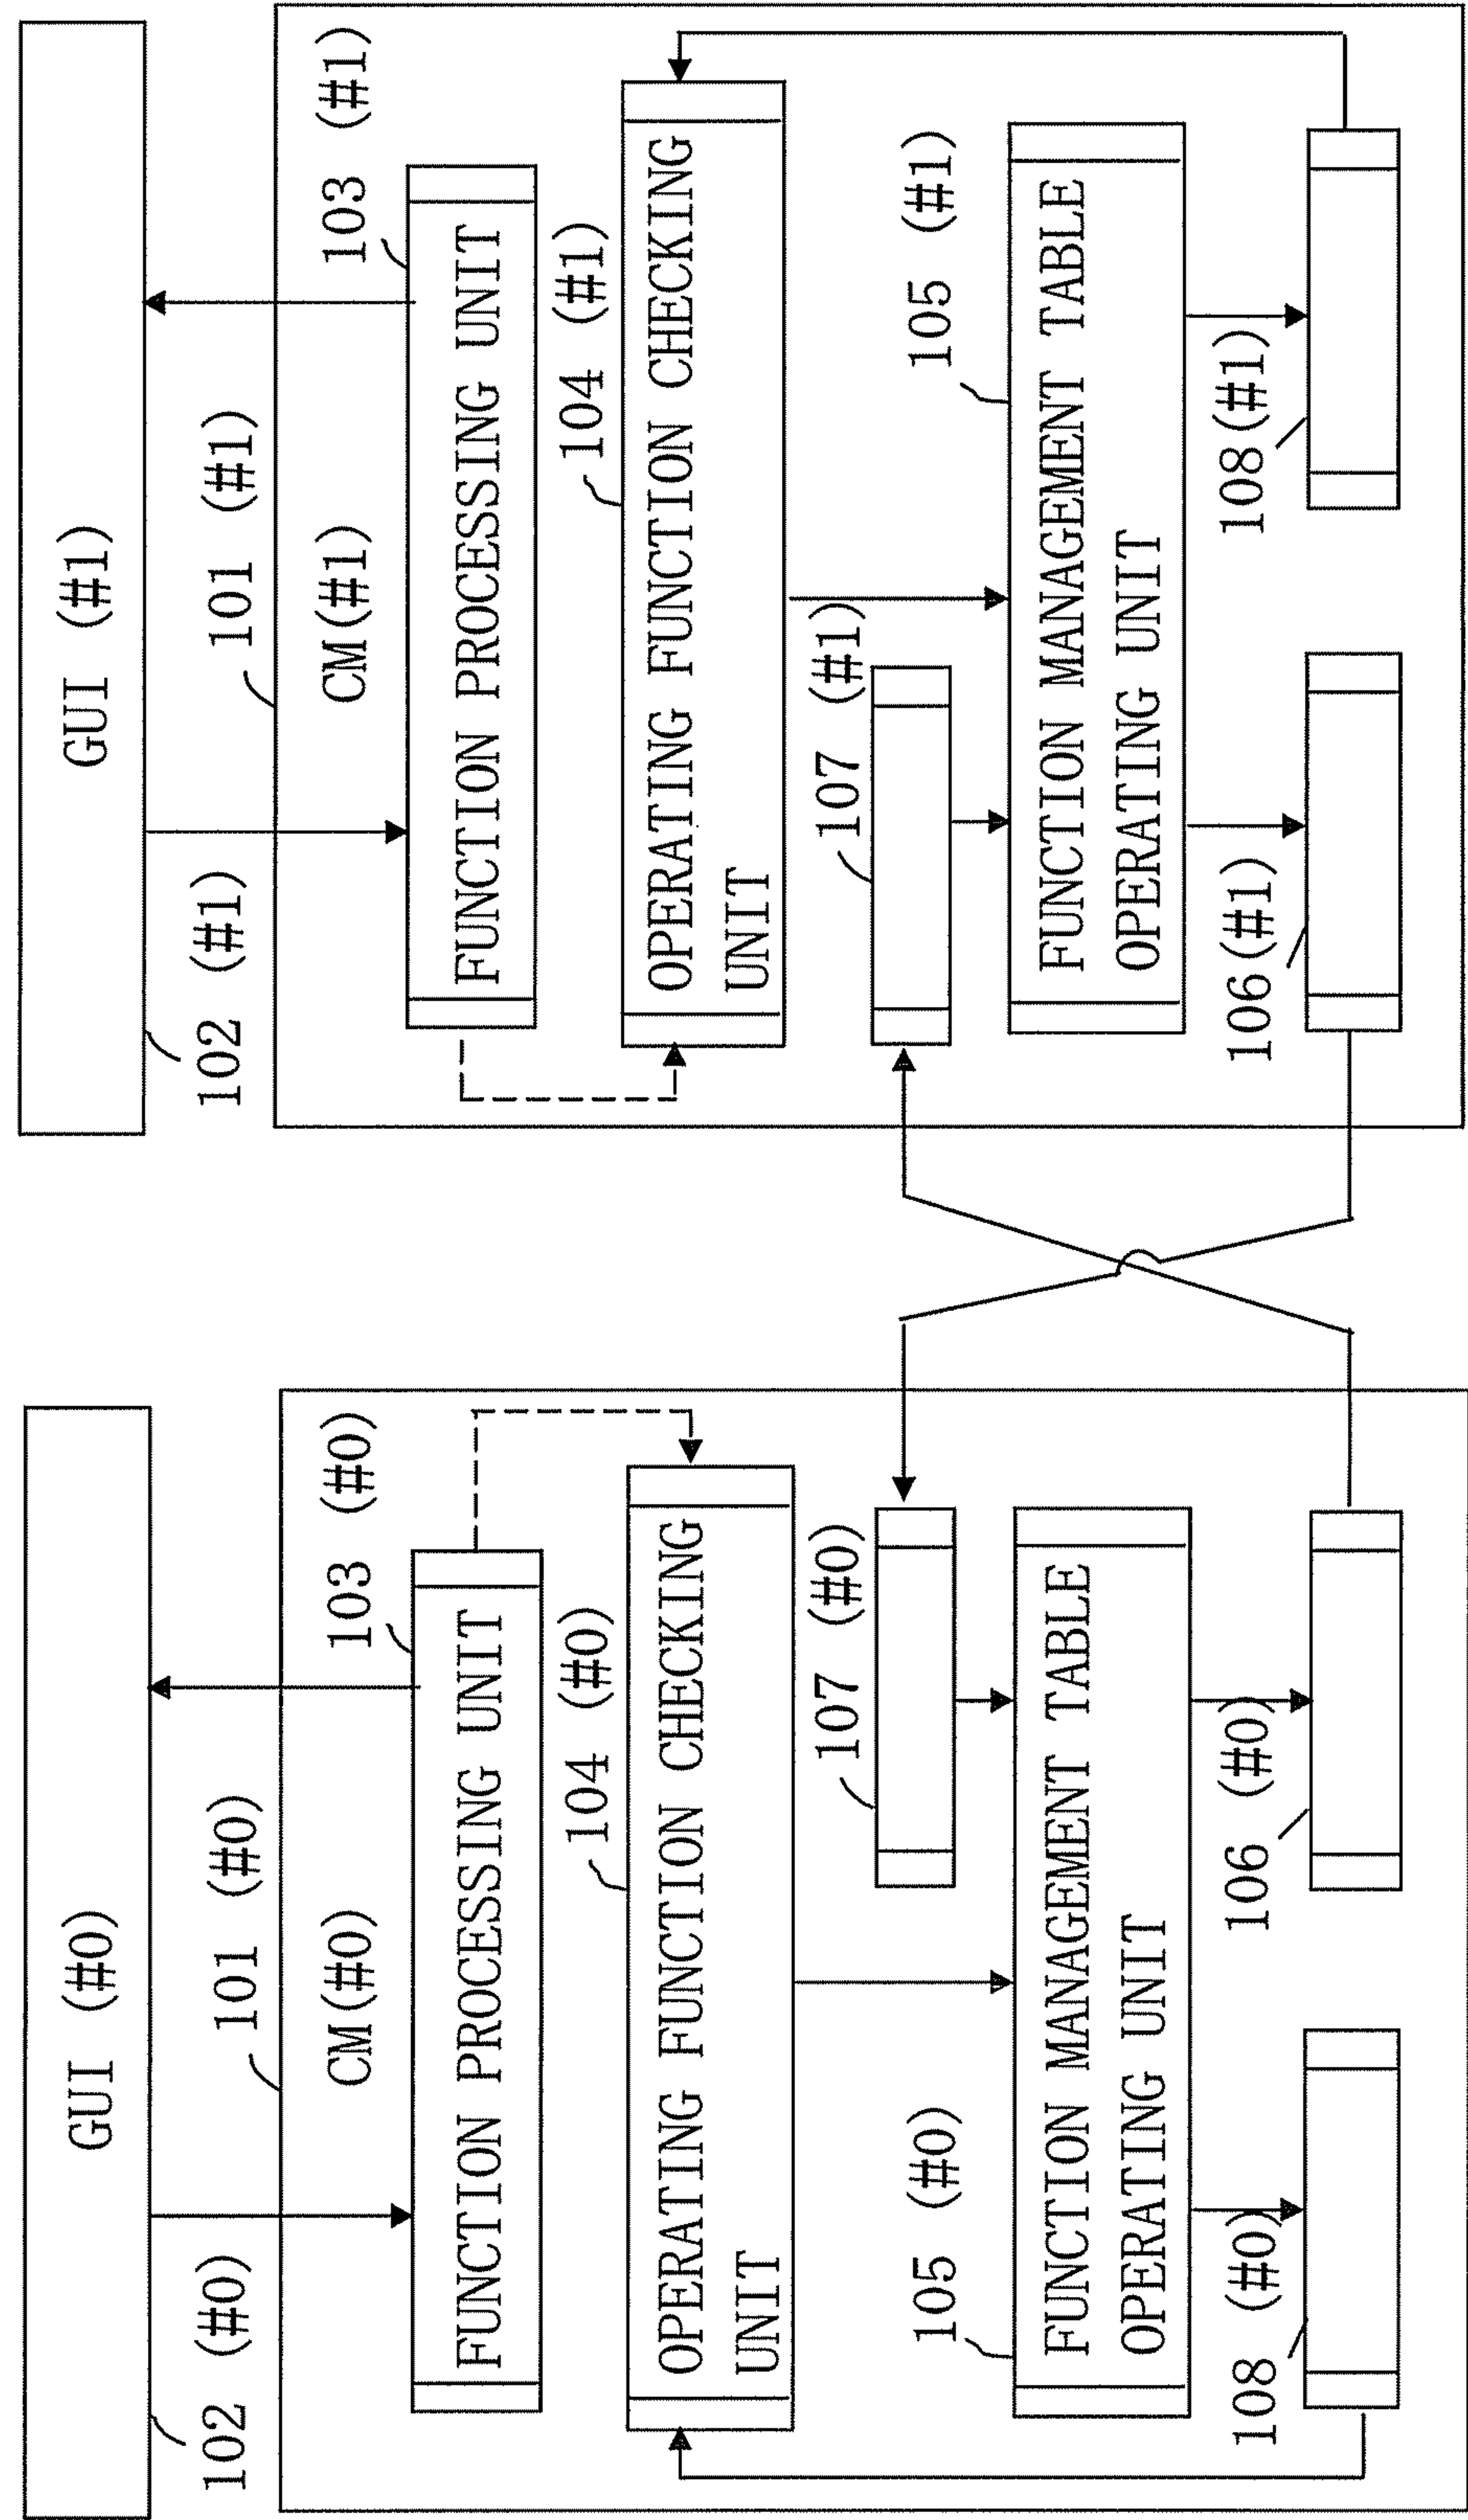 GUI (#0)
102 (#0)
101 (#0)
CM(#0)
103 (#0)
FUNCTION PROCESSING UNIT
104 (#0)
OPERATING FUNCTION CHECKING
UNIT
107 (#0)
105 (#0)
FUNCTION MANAGEMENT TABLE
OPERATING UNIT
108 (#0)
106 (#0)
GUI (#1)
102 (#1)
101 (#1)
CM(#1)
103 (#1)
FUNCTION PROCESSING UNIT
104 (#1)
OPERATING FUNCTION CHECKING
UNIT
107 (#1)
105 (#1)
FUNCTION MANAGEMENT TABLE
OPERATING UNIT
106(#1)
108(#1)